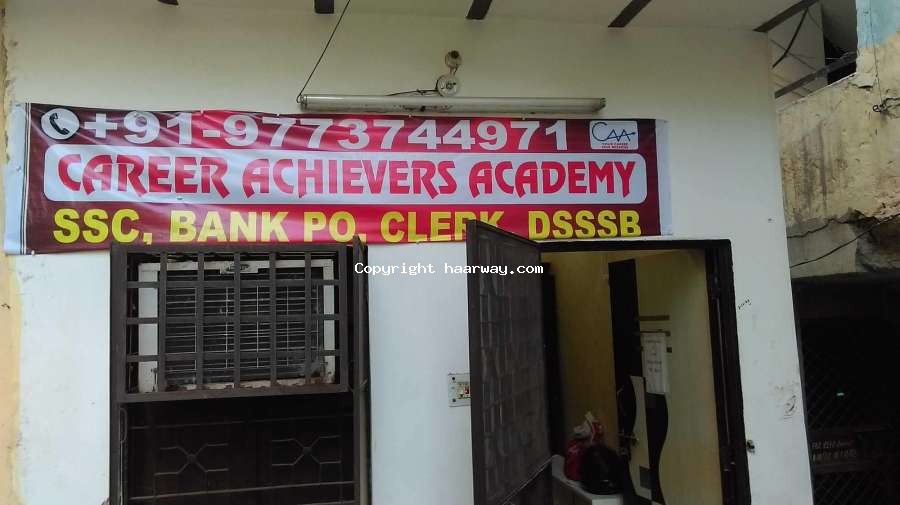 +91-9773744971
CAA
CAREER ACHIEVERS ACADEMY
SSC, BANK PO, CLERK, DSSSB
Copyright haarway.com